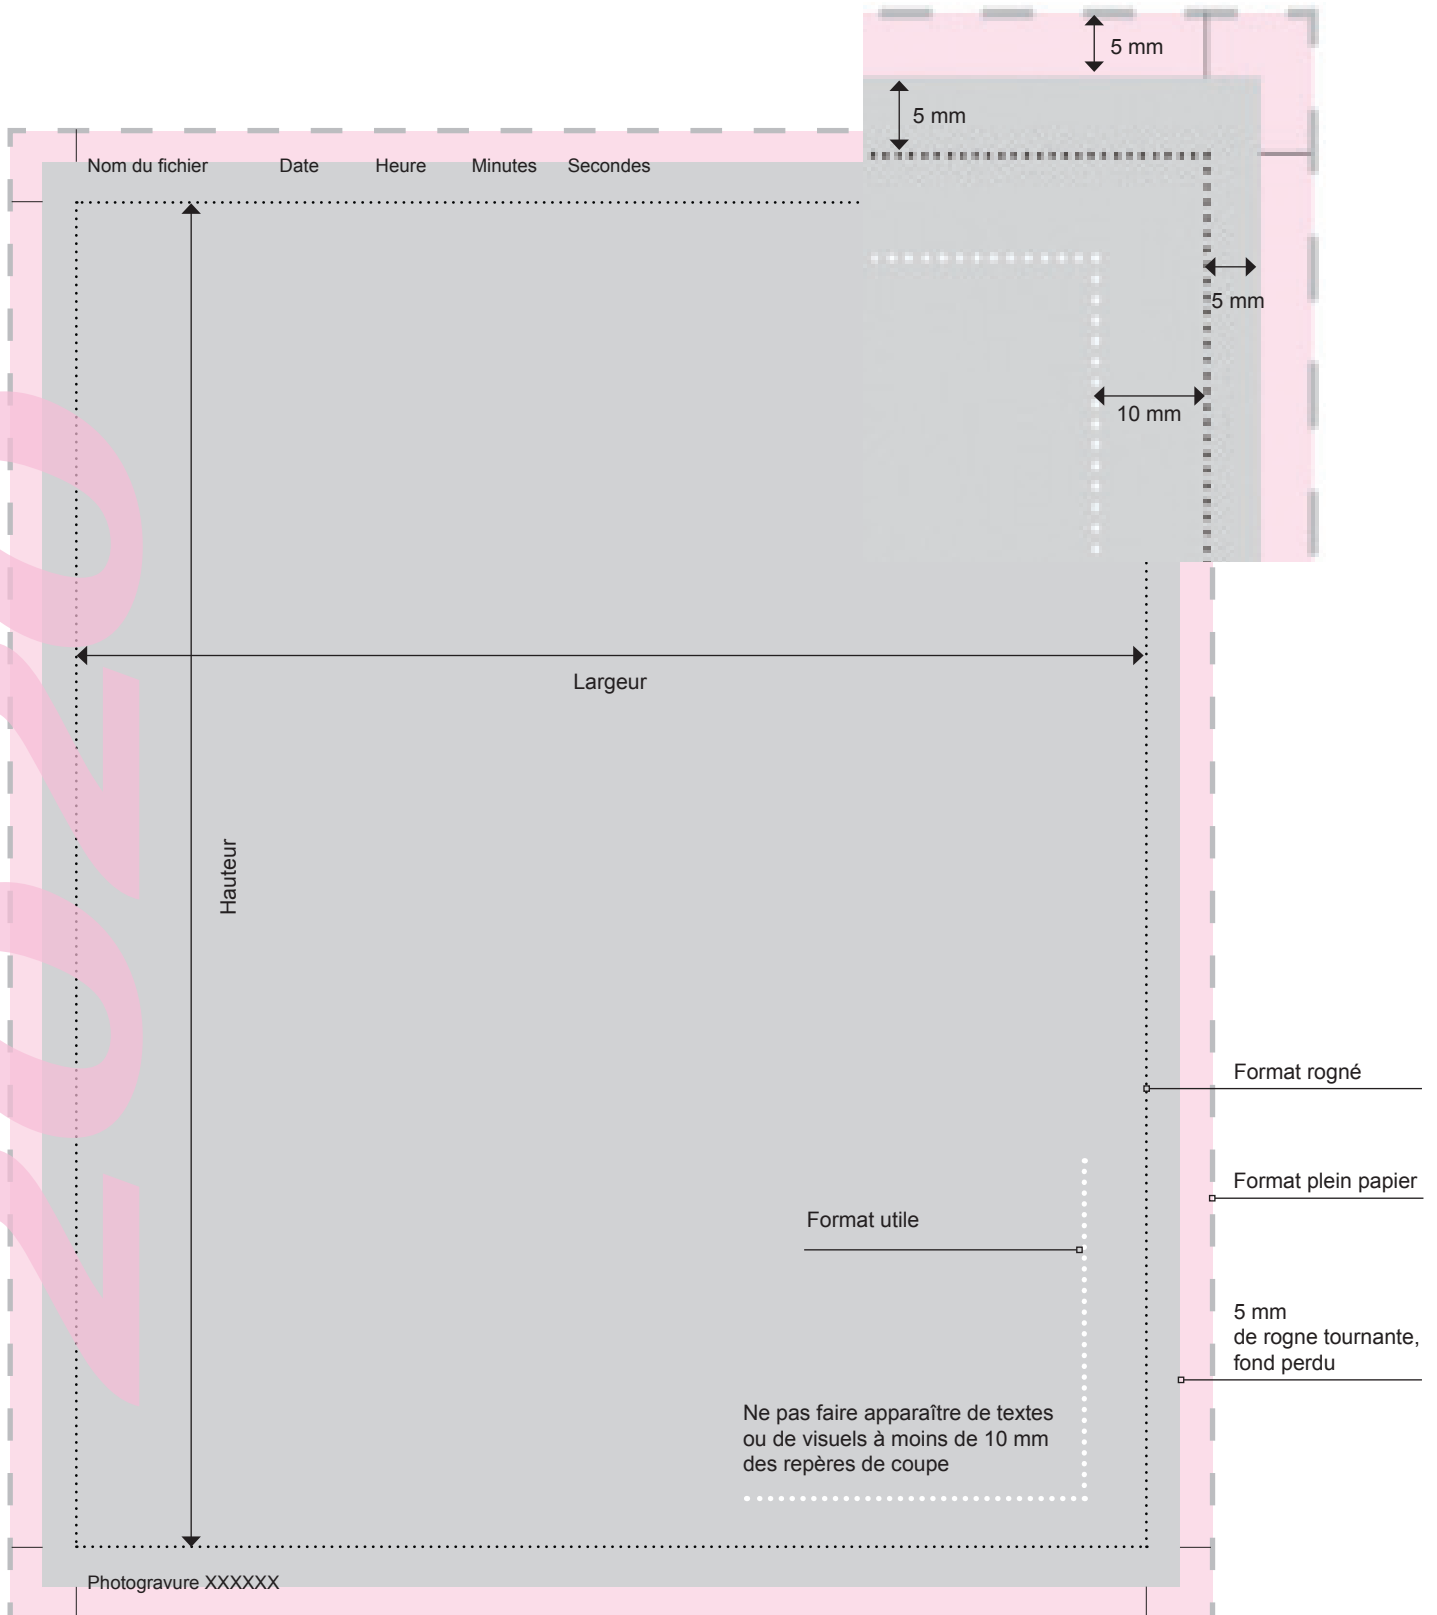 5 mm
5 mm
Nom du fichier Date Heure Minutes Secondes
5 mm
10 mm
Largeur
Hauteur
Format rogné
Format plein papier
Format utile
5 mm
de rogne tournante,
fond perdu
Ne pas faire apparaître de textes
ou de visuels à moins de 10 mm
des repères de coupe
Photogravure XXXXXX